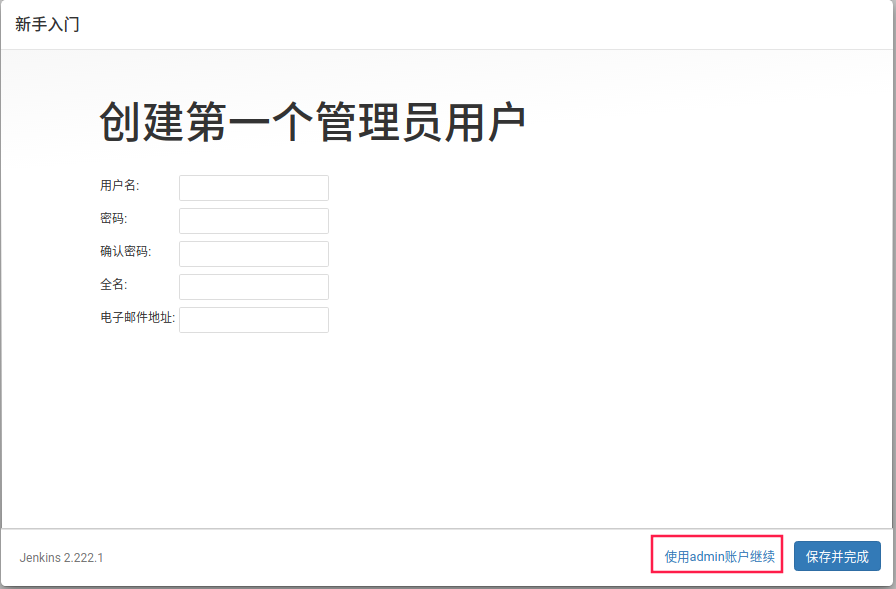 新手入门
创建第一个管理员用户
用户名:
密码:
确认密码:
全名:
电子邮件地址:
Jenkins 2.222.1
使用admin账户继续
保存并完成